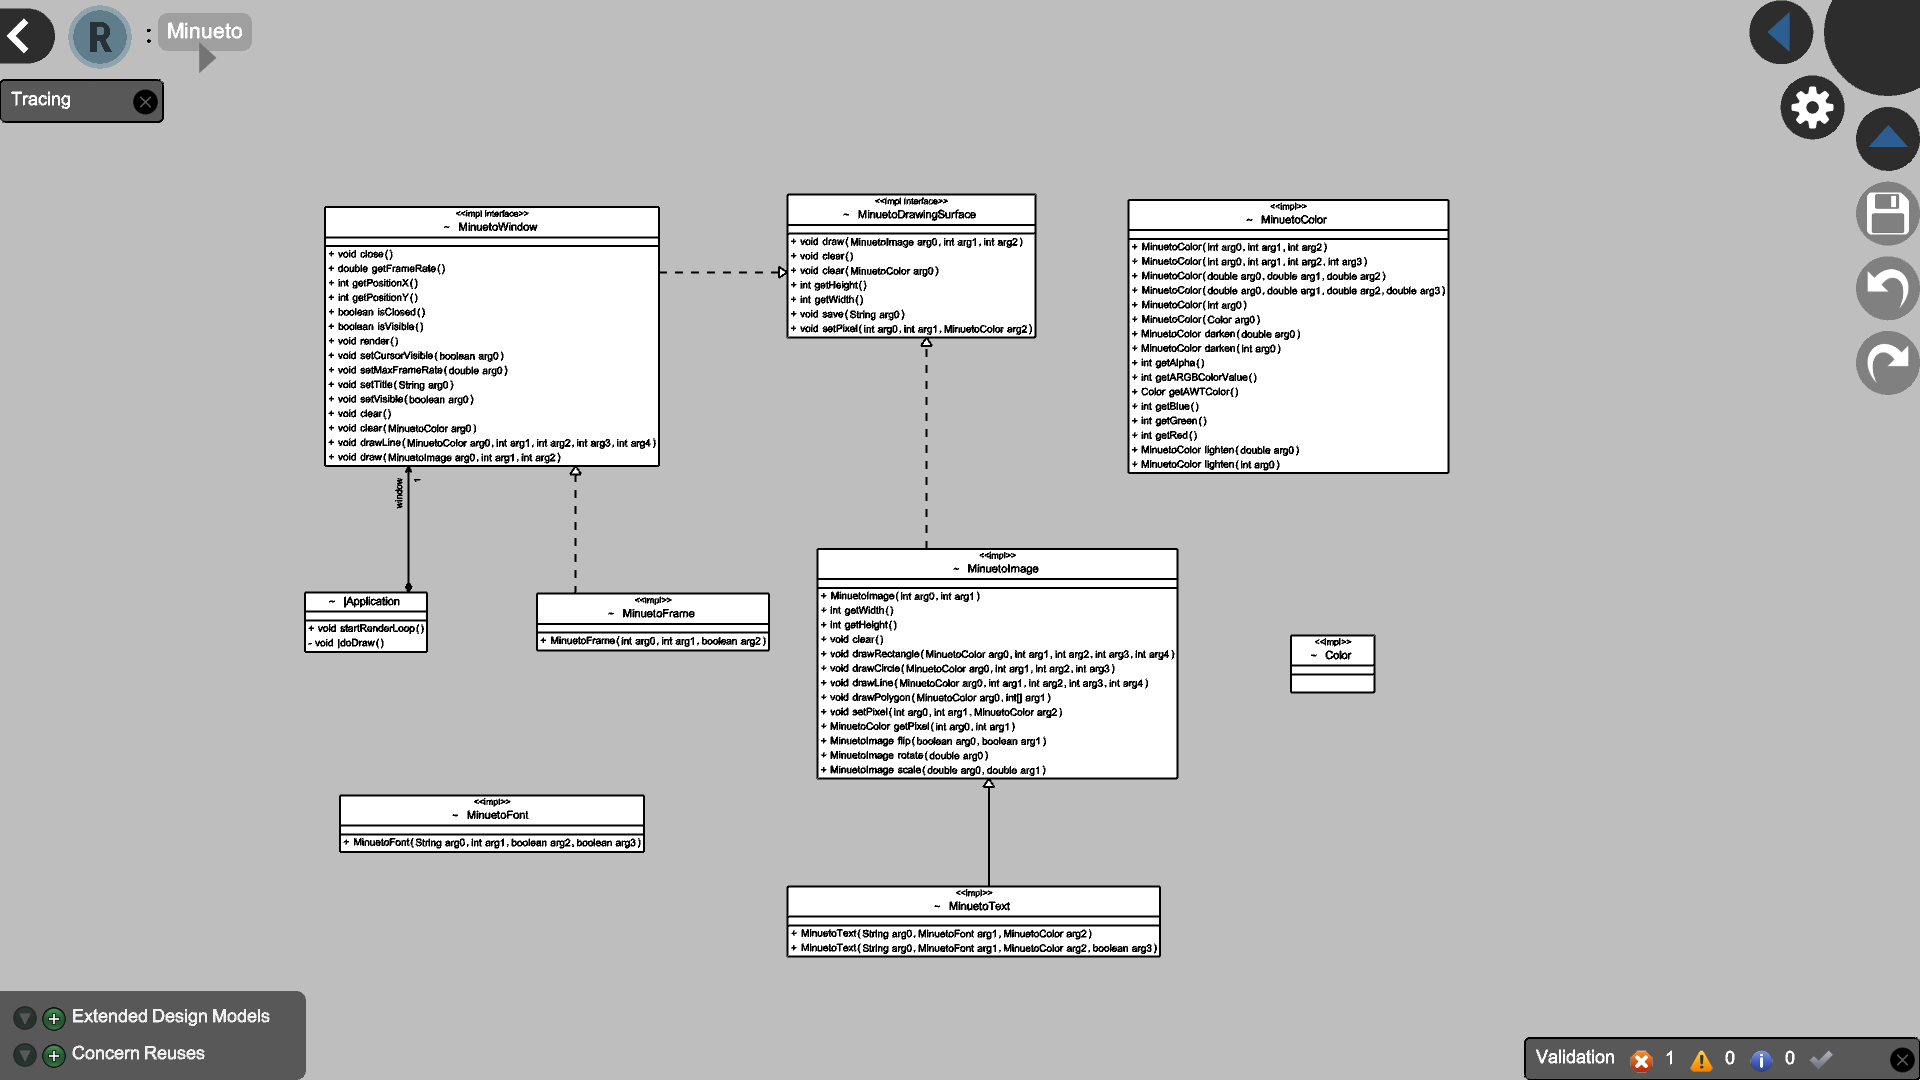 R : Minueto
Tracing
<<impl interface>>
~ MinuetoWindow
+ void close()
+ double getFrameRate()
+ int getPositionX()
+ int getPositionY()
+ boolean isClosed()
+ boolean isVisible()
+ void render()
+ void setCursorVisible(boolean arg0)
+ void setMaxFrameRate(double arg0)
+ void setTitle(String arg0)
+ void setVisible(boolean arg0)
+ void clear()
+ void clear(MinuetoColor arg0)
+ void drawLine(MinuetoColor arg0, int arg1, int arg2, int arg3, int arg4)
+ void draw(MinuetoImage arg0, int arg1, int arg2)
<<impl interface>>
~ MinuetoDrawingSurface
+ void draw(MinuetoImage arg0, int arg1, int arg2)
+ void clear()
+ void clear(MinuetoColor arg0)
+ int getHeight()
+ int getWidth()
+ void save(String arg0)
+ void setPixel(int arg0, int arg1, MinuetoColor arg2)
<<impl>>
~ MinuetoColor
+ MinuetoColor(int arg0, int arg1, int arg2)
+ MinuetoColor(int arg0, int arg1, int arg2, int arg3)
+ MinuetoColor(double arg0, double arg1, double arg2)
+ MinuetoColor(double arg0, double arg1, double arg2, double arg3)
+ MinuetoColor(int arg0)
+ MinuetoColor(Color arg0)
+ MinuetoColor darken(double arg0)
+ MinuetoColor darken(int arg0)
+ int getAlpha()
+ int getARGBColorValue()
+ Color getAWTColor()
+ int getBlue()
+ int getGreen()
+ int getRed()
+ MinuetoColor lighten(double arg0)
+ MinuetoColor lighten(int arg0)
window
1
~ |Application
+ void startRenderLoop()
- void |doDraw()
<<impl>>
~ MinuetoFrame
+ MinuetoFrame(int arg0, int arg1, boolean arg2)
<<impl>>
~ MinuetoImage
+ MinuetoImage(int arg0, int arg1)
+ int getWidth()
+ int getHeight()
+ void clear()
+ void drawRectangle(MinuetoColor arg0, int arg1, int arg2, int arg3, int arg4)
+ void drawCircle(MinuetoColor arg0, int arg1, int arg2, int arg3)
+ void drawLine(MinuetoColor arg0, int arg1, int arg2, int arg3, int arg4)
+ void drawPolygon(MinuetoColor arg0, int[] arg1)
+ void setPixel(int arg0, int arg1, MinuetoColor arg2)
+ MinuetoColor getPixel(int arg0, int arg1)
+ MinuetoImage flip(boolean arg0, boolean arg1)
+ MinuetoImage rotate(double arg0)
+ MinuetoImage scale(double arg0, double arg1)
<<impl>>
~ Color
<<impl>>
~ MinuetoFont
+ MinuetoFont(String arg0, int arg1, boolean arg2, boolean arg3)
<<impl>>
~ MinuetoText
+ MinuetoText(String arg0, MinuetoFont arg1, MinuetoColor arg2)
+ MinuetoText(String arg0, MinuetoFont arg1, MinuetoColor arg2, boolean arg3)
Extended Design Models
Concern Reuses
Validation 1 0 0